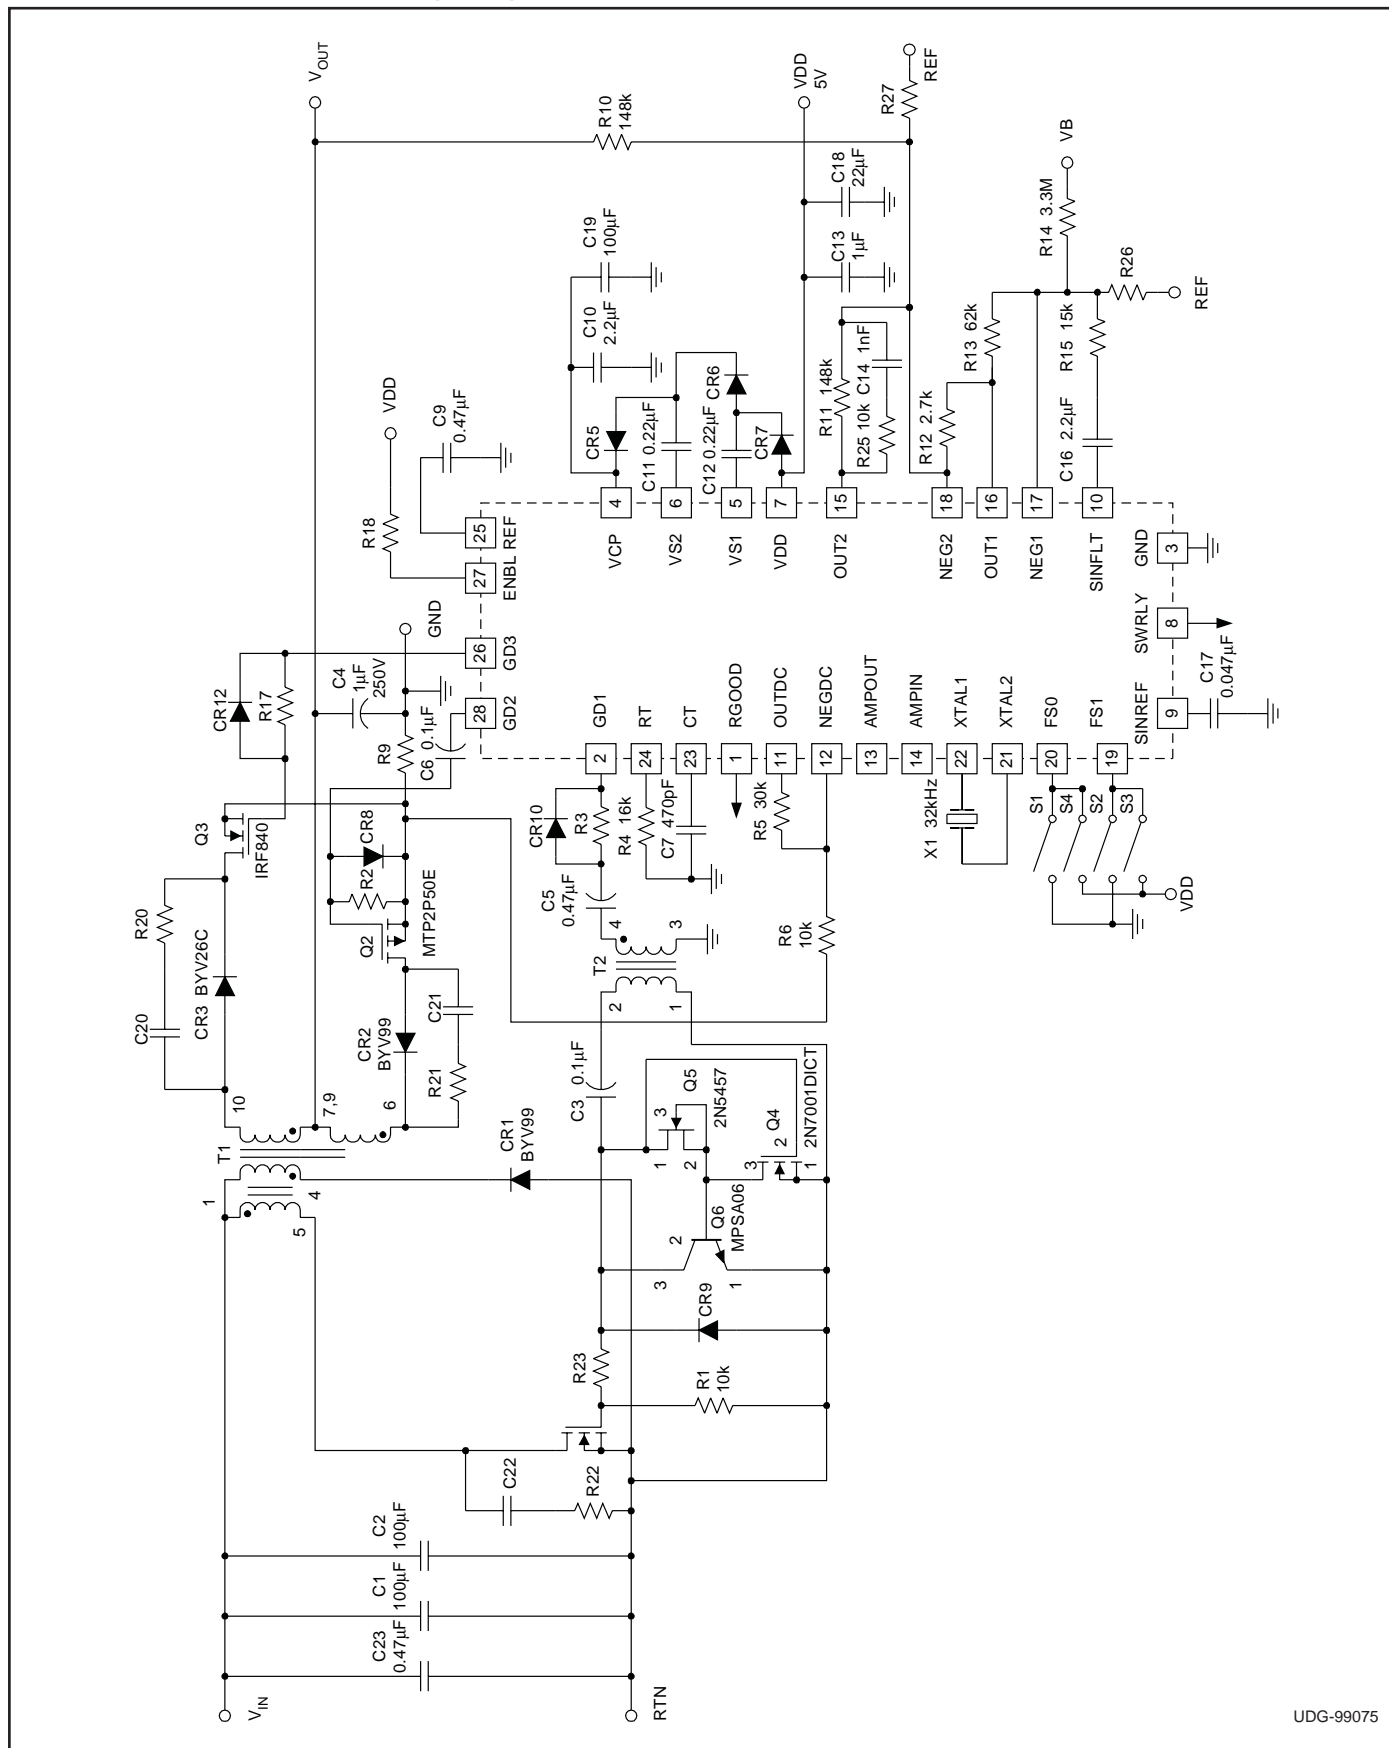 V_OUT
R10
148k
REF
R27
VDD
5V
C18
22µF
C13
1µF
C19
100µF
C10
2.2µF
VB
R14 3.3M
R26
REF
R13 62k
R15 15k
C16 2.2µF
R12 2.7k
R11 148k
R25 10k
C14 1nF
CR6
CR7
CR5
C11 0.22µF
C12 0.22µF
VDD
R18
C9
0.47µF
4
6
5
7
15
18
16
17
10
VCP
VS2
VS1
VDD
OUT2
NEG2
OUT1
NEG1
SINFLT
25
REF
27
ENBL
26
GD3
28
GD2
3
GND
8
SWRLY
9
SINREF
C17
0.047µF
GND
C4
1µF
250V
CR12
R17
R9
C6
0.1µF
Q3
IRF840
CR8
R2
Q2
MTP2P50E
R20
C20
CR3
BYV26C
CR2
BYV99
C21
R21
GD1
RT
CT
RGOOD
OUTDC
NEGDC
AMPOUT
AMPIN
XTAL1
XTAL2
FS0
FS1
2
24
23
1
11
12
13
14
22
21
20
19
CR10
R3
R4 16k
C7 470pF
R5 30k
X1 32kHz
S1
S4
S2
S3
VDD
C5
0.47µF
R6
10k
4
3
T2
2
1
10
7,9
6
T1
1
4
5
CR1
BYV99
C3
0.1µF
Q5
2N5457
3
1
2
Q4
2N7001DICT
2
3
1
Q6
MPSA06
2
3
1
CR9
R23
R1
10k
C22
R22
C2
100µF
C1
100µF
C23
0.47µF
V_IN
RTN
UDG-99075